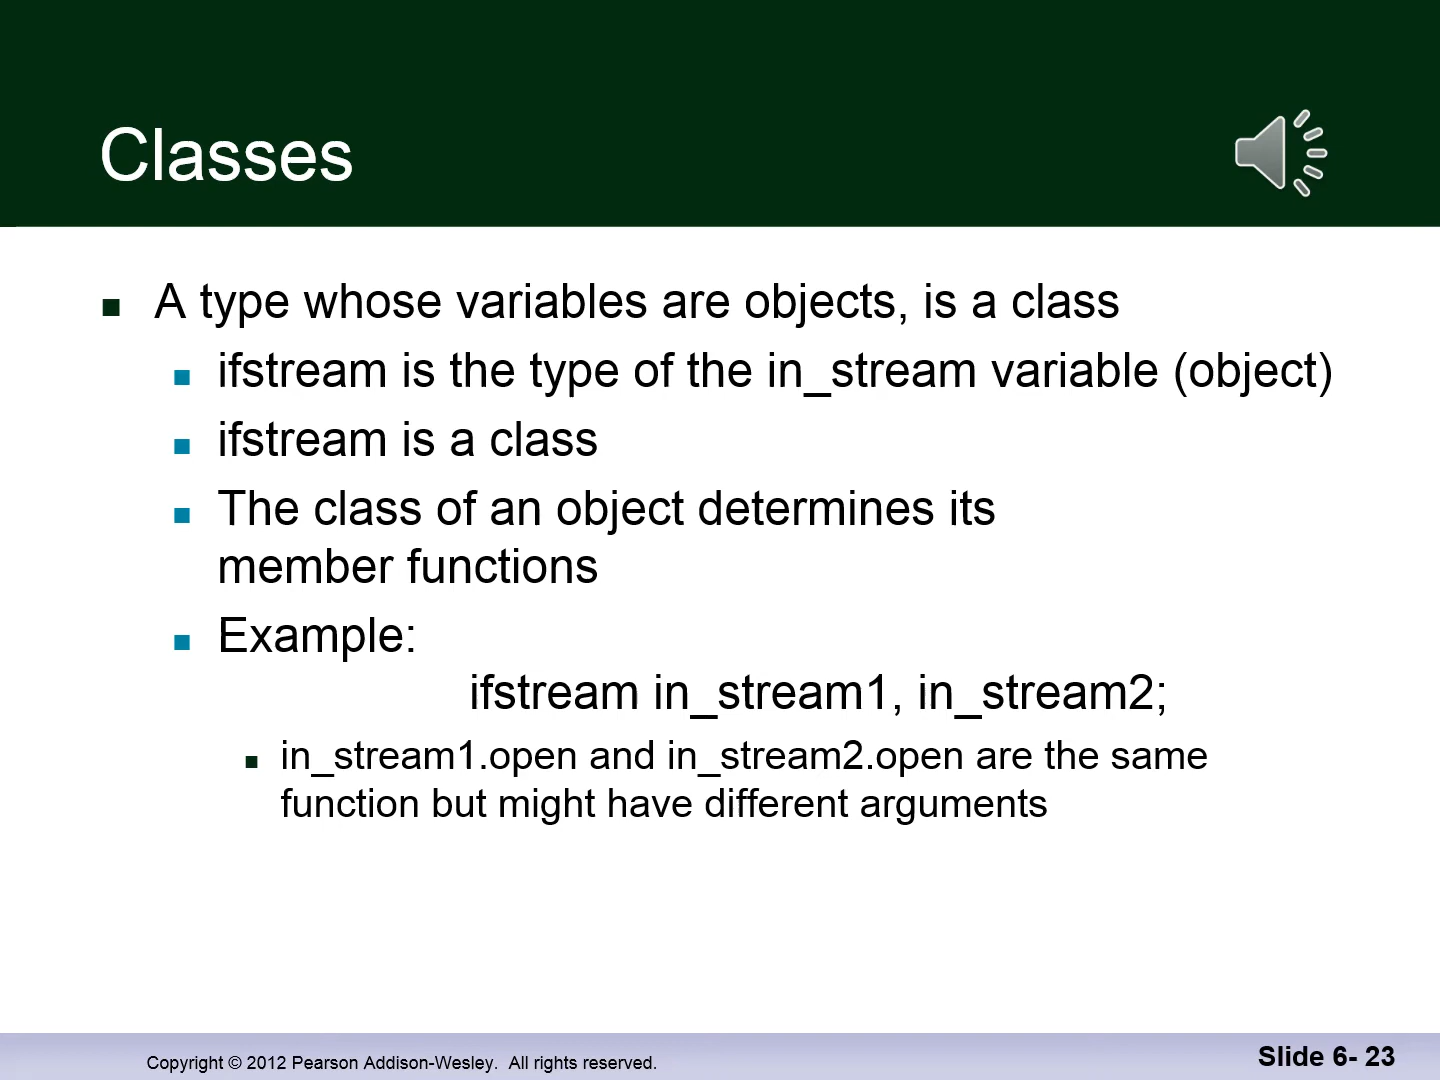 Classes
A type whose variables are objects, is a class
ifstream is the type of the in_stream variable (object)
ifstream is a class
The class of an object determines its
member functions
Example:
ifstream in_stream1, in_stream2;
in_stream1.open and in_stream2.open are the same
function but might have different arguments
Copyright © 2012 Pearson Addison-Wesley.  All rights reserved.
Slide 6- 23